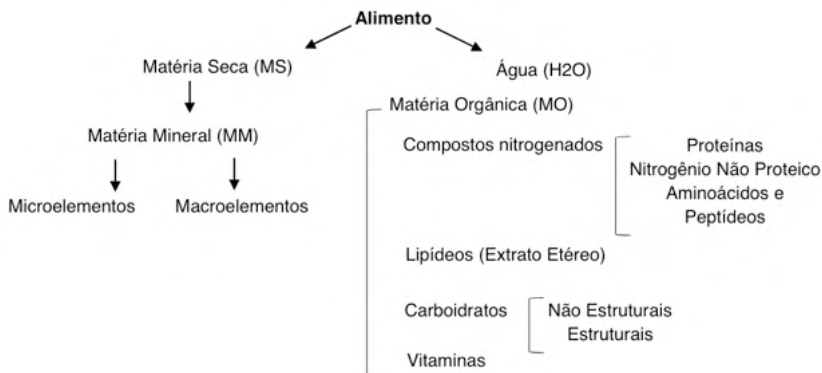 Alimento
Matéria Seca (MS)
Água (H2O)
Matéria Orgânica (MO)
Matéria Mineral (MM)
Compostos nitrogenados
Proteínas
Nitrogênio Não Proteico
Aminoácidos e
Peptídeos
Microelementos
Macroelementos
Lipídeos (Extrato Etéreo)
Carboidratos
Não Estruturais
Estruturais
Vitaminas